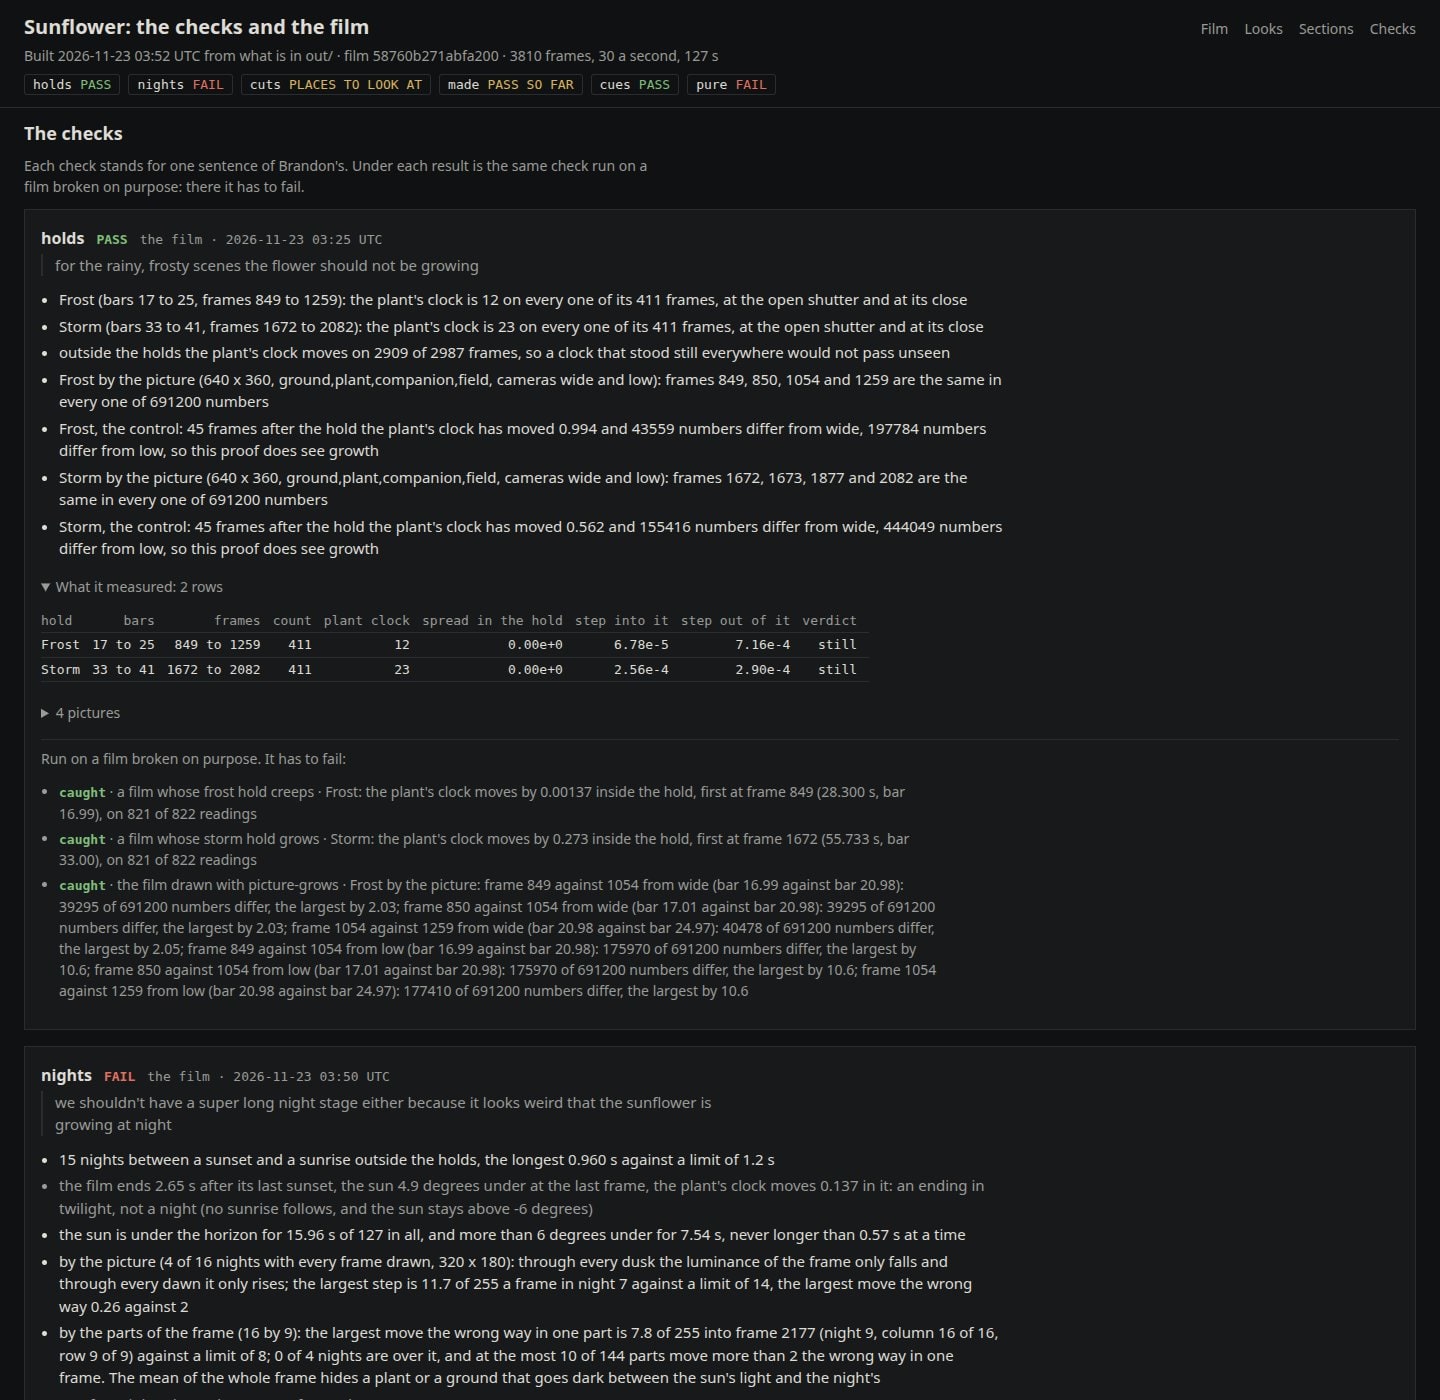 Sunflower: the checks and the film
Film Looks Sections Checks
Built 2026-11-23 03:52 UTC from what is in out/ · film 58760b271abfa200 · 3810 frames, 30 a second, 127 s
holds PASS nights FAIL cuts PLACES TO LOOK AT made PASS SO FAR cues PASS pure FAIL
The checks
Each check stands for one sentence of Brandon's. Under each result is the same check run on a
film broken on purpose: there it has to fail.
holds PASS the film · 2026-11-23 03:25 UTC
for the rainy, frosty scenes the flower should not be growing
• Frost (bars 17 to 25, frames 849 to 1259): the plant's clock is 12 on every one of its 411 frames, at the open shutter and at its close
• Storm (bars 33 to 41, frames 1672 to 2082): the plant's clock is 23 on every one of its 411 frames, at the open shutter and at its close
• outside the holds the plant's clock moves on 2909 of 2987 frames, so a clock that stood still everywhere would not pass unseen
• Frost by the picture (640 x 360, ground,plant,companion,field, cameras wide and low): frames 849, 850, 1054 and 1259 are the same in
every one of 691200 numbers
• Frost, the control: 45 frames after the hold the plant's clock has moved 0.994 and 43559 numbers differ from wide, 197784 numbers
differ from low, so this proof does see growth
• Storm by the picture (640 x 360, ground,plant,companion,field, cameras wide and low): frames 1672, 1673, 1877 and 2082 are the
same in every one of 691200 numbers
• Storm, the control: 45 frames after the hold the plant's clock has moved 0.562 and 155416 numbers differ from wide, 444049 numbers
differ from low, so this proof does see growth
▼ What it measured: 2 rows
hold bars frames count plant clock spread in the hold step into it step out of it verdict
Frost 17 to 25 849 to 1259 411 12 0.00e+0 6.78e-5 7.16e-4 still
Storm 33 to 41 1672 to 2082 411 23 0.00e+0 2.56e-4 2.90e-4 still
▶ 4 pictures
Run on a film broken on purpose. It has to fail:
• caught · a film whose frost hold creeps · Frost: the plant's clock moves by 0.00137 inside the hold, first at frame 849 (28.300 s, bar
16.99), on 821 of 822 readings
• caught · a film whose storm hold grows · Storm: the plant's clock moves by 0.273 inside the hold, first at frame 1672 (55.733 s, bar
33.00), on 821 of 822 readings
• caught · the film drawn with picture-grows · Frost by the picture: frame 849 against 1054 from wide (bar 16.99 against bar 20.98):
39295 of 691200 numbers differ, the largest by 2.03; frame 850 against 1054 from wide (bar 17.01 against bar 20.98): 39295 of 691200
numbers differ, the largest by 2.03; frame 1054 against 1259 from wide (bar 20.98 against bar 24.97): 40478 of 691200 numbers differ,
the largest by 2.05; frame 849 against 1054 from low (bar 16.99 against bar 20.98): 175970 of 691200 numbers differ, the largest by
10.6; frame 850 against 1054 from low (bar 17.01 against bar 20.98): 175970 of 691200 numbers differ, the largest by 10.6; frame 1054
against 1259 from low (bar 20.98 against bar 24.97): 177410 of 691200 numbers differ, the largest by 10.6
nights FAIL the film · 2026-11-23 03:50 UTC
we shouldn't have a super long night stage either because it looks weird that the sunflower is
growing at night
• 15 nights between a sunset and a sunrise outside the holds, the longest 0.960 s against a limit of 1.2 s
• the film ends 2.65 s after its last sunset, the sun 4.9 degrees under at the last frame, the plant's clock moves 0.137 in it: an ending in
twilight, not a night (no sunrise follows, and the sun stays above -6 degrees)
• the sun is under the horizon for 15.96 s of 127 in all, and more than 6 degrees under for 7.54 s, never longer than 0.57 s at a time
• by the picture (4 of 16 nights with every frame drawn, 320 x 180): through every dusk the luminance of the frame only falls and
through every dawn it only rises; the largest step is 11.7 of 255 a frame in night 7 against a limit of 14, the largest move the wrong
way 0.26 against 2
• by the parts of the frame (16 by 9): the largest move the wrong way in one part is 7.8 of 255 into frame 2177 (night 9, column 16 of 16,
row 9 of 9) against a limit of 8; 0 of 4 nights are over it, and at the most 10 of 144 parts move more than 2 the wrong way in one
frame. The mean of the whole frame hides a plant or a ground that goes dark between the sun's light and the night's